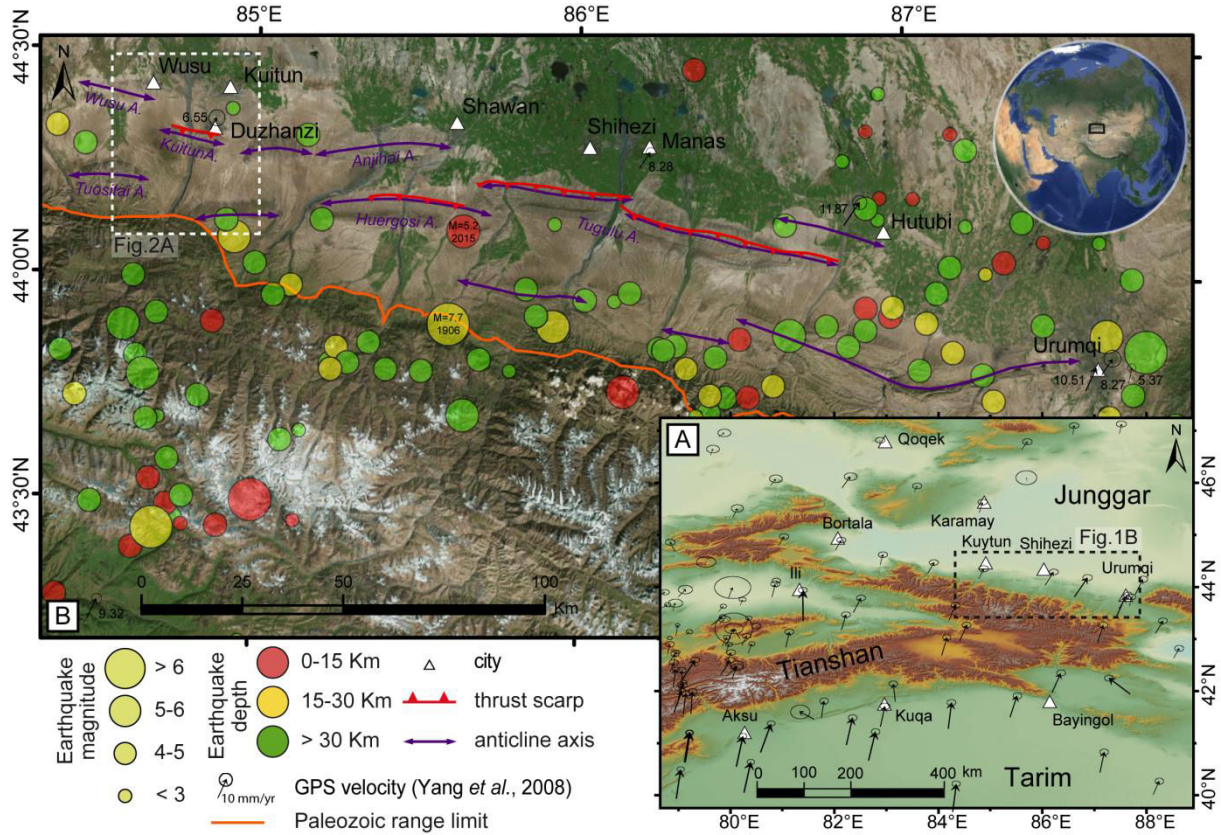 85°E
86°E
87°E
44°30'N
44°0'N
43°30'N
N
Wusu
Kuitun
Wusu A.
6.55
Duzhanzi
KuitunA.
Tuositai A.
Fig.2A
Shawan
Anjihai A.
Huergosi A.
M=5.2
2015
M=7.7
1906
Shihezi
Manas
8.28
Tugulu A.
11.87
Hutubi
Urumqi
10.51
8.27
5.37
9.32
0 25 50 100
Km
B
A
N
Qoqek
Junggar
Karamay
Bortala
Kuytun
Shihezi
Fig.1B
Urumqi
Ili
Tianshan
Aksu
Kuqa
Bayingol
Tarim
0 100 200 400 km
46°N
44°N
42°N
40°N
80°E
82°E
84°E
86°E
88°E
Earthquake
magnitude
> 6
5-6
4-5
< 3
Earthquake
depth
0-15 Km
15-30 Km
> 30 Km
city
thrust scarp
anticline axis
10 mm/yr
GPS velocity (Yang et al., 2008)
Paleozoic range limit